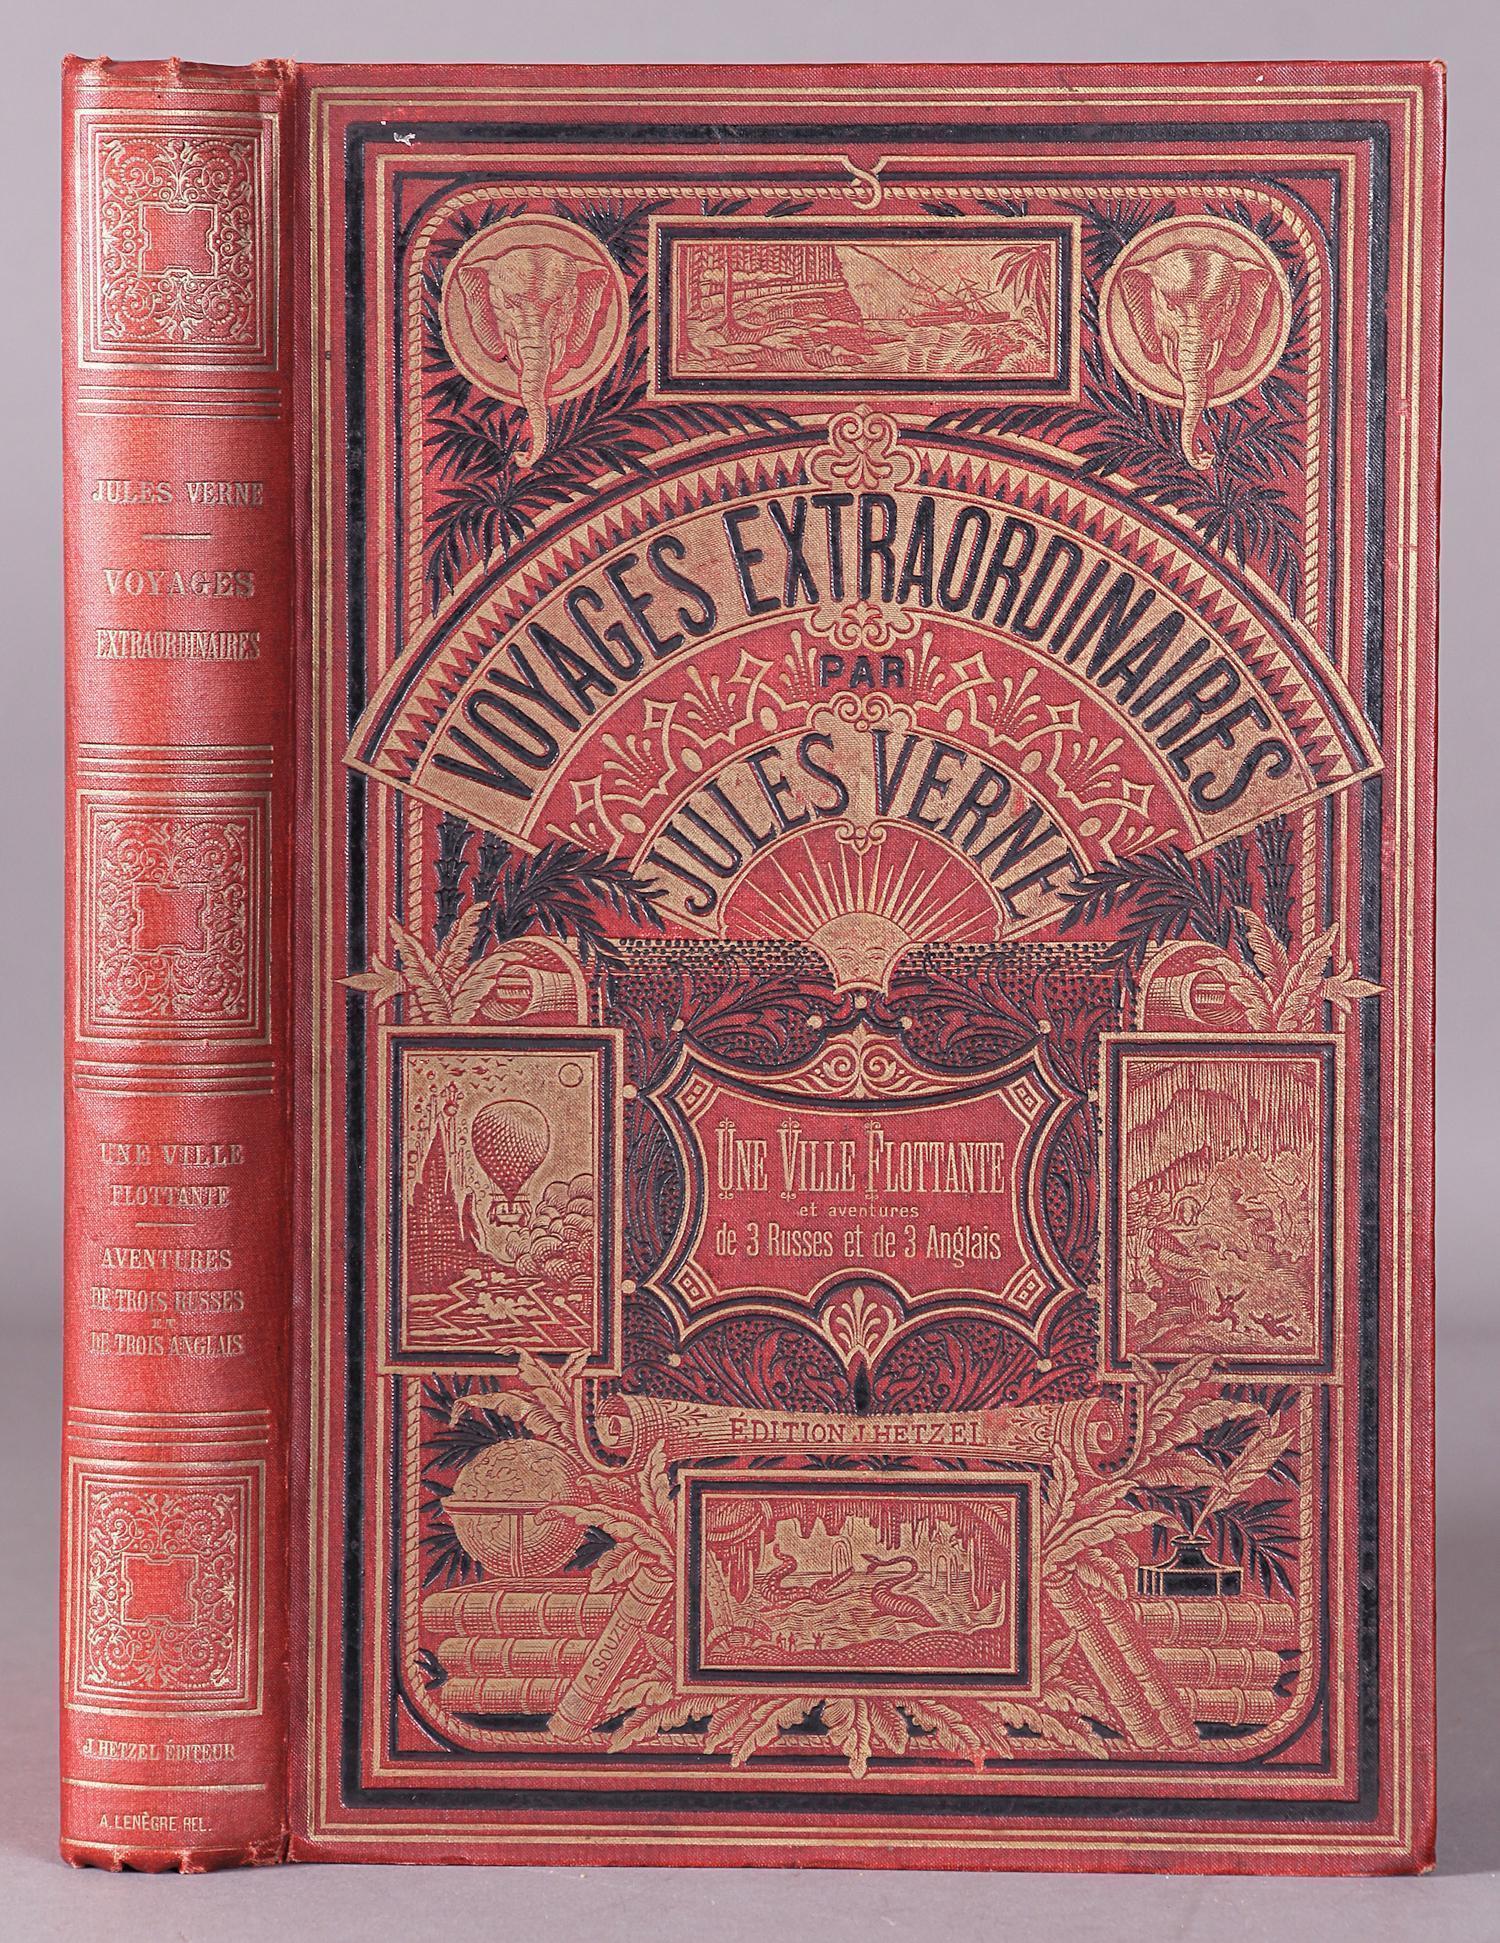 JULES VERNE
VOYAGES
EXTRAORDINAIRES
UNE VILLE
FLOTTANTE
AVENTURES
DE TROIS RUSSES
ET
DE TROIS ANGLAIS
J. HETZEL ÉDITEUR
A. LENÈGRE REL.
VOYAGES EXTRAORDINAIRES
PAR
JULES VERNE
UNE VILLE FLOTTANTE
et aventures
de 3 Russes et de 3 Anglais
ÉDITION J. HETZEL
A. SOUZE